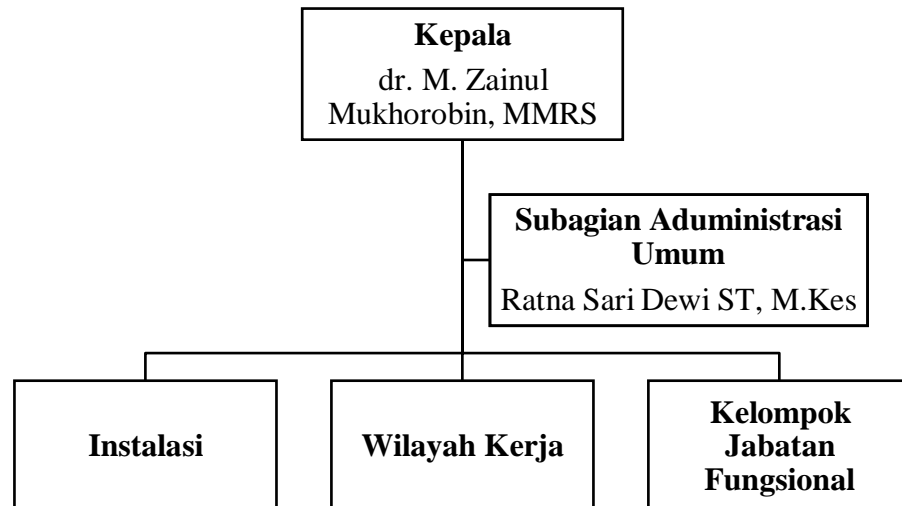 Kepala
dr. M. Zainul
Mukhorobin, MMRS
Subagian Aduministrasi
Umum
Ratna Sari Dewi ST, M.Kes
Instalasi
Wilayah Kerja
Kelompok
Jabatan
Fungsional